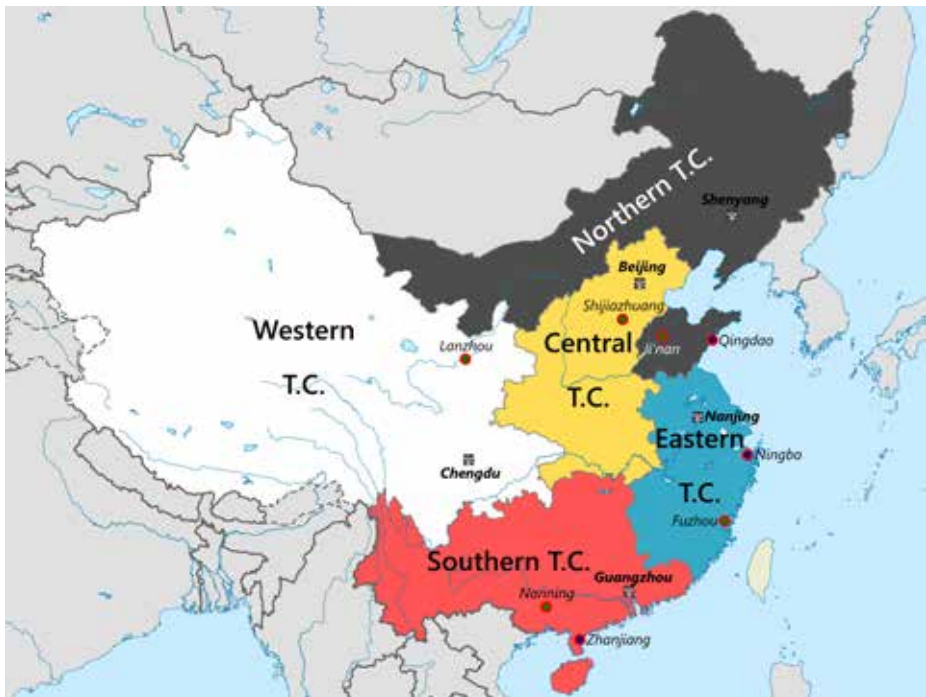 Northern T.C.
Shenyang
Beijing
Shijiazhuang
Western
Lanzhou
Central
Ji'nan
Qingdao
T.C.
T.C.
Nanjing
Eastern
Ningbo
Chengdu
T.C.
Fuzhou
Southern T.C.
Guangzhou
Nanning
Zhanjiang